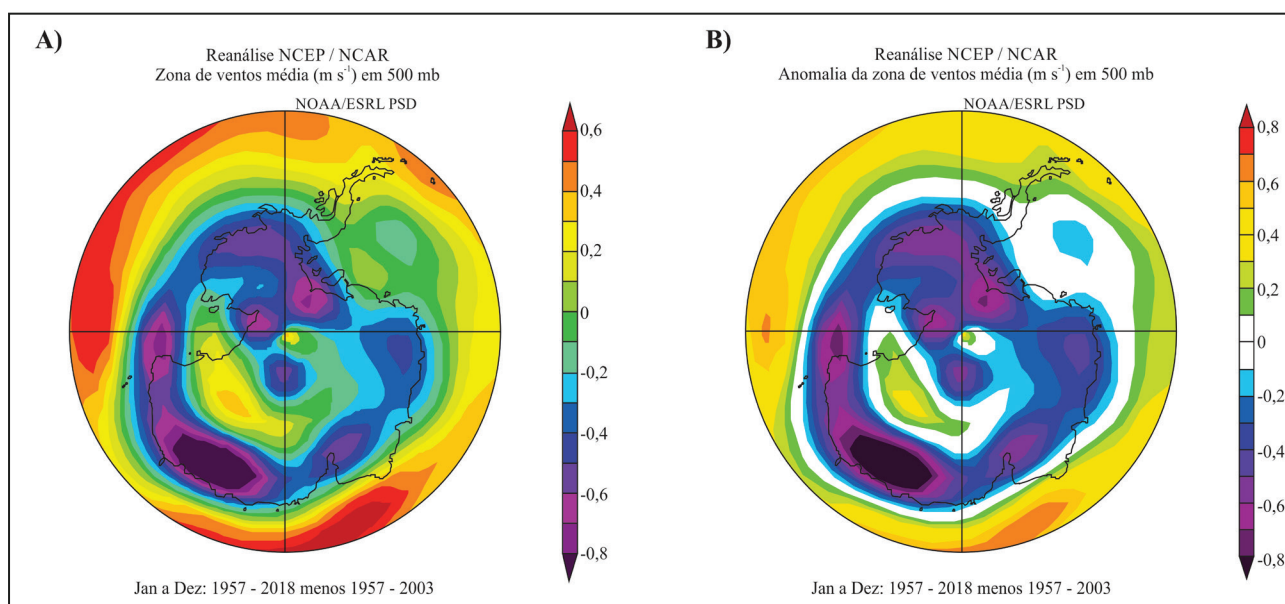 A)
Reanálise NCEP / NCAR
Zona de ventos média (m s⁻¹) em 500 mb
NOAA/ESRL PSD
0,6
0,4
0,2
0
-0,2
-0,4
-0,6
-0,8
Jan a Dez: 1957 - 2018 menos 1957 - 2003
B)
Reanálise NCEP / NCAR
Anomalia da zona de ventos média (m s⁻¹) em 500 mb
NOAA/ESRL PSD
0,8
0,6
0,4
0,2
0
-0,2
-0,4
-0,6
-0,8
Jan a Dez: 1957 - 2018 menos 1957 - 2003